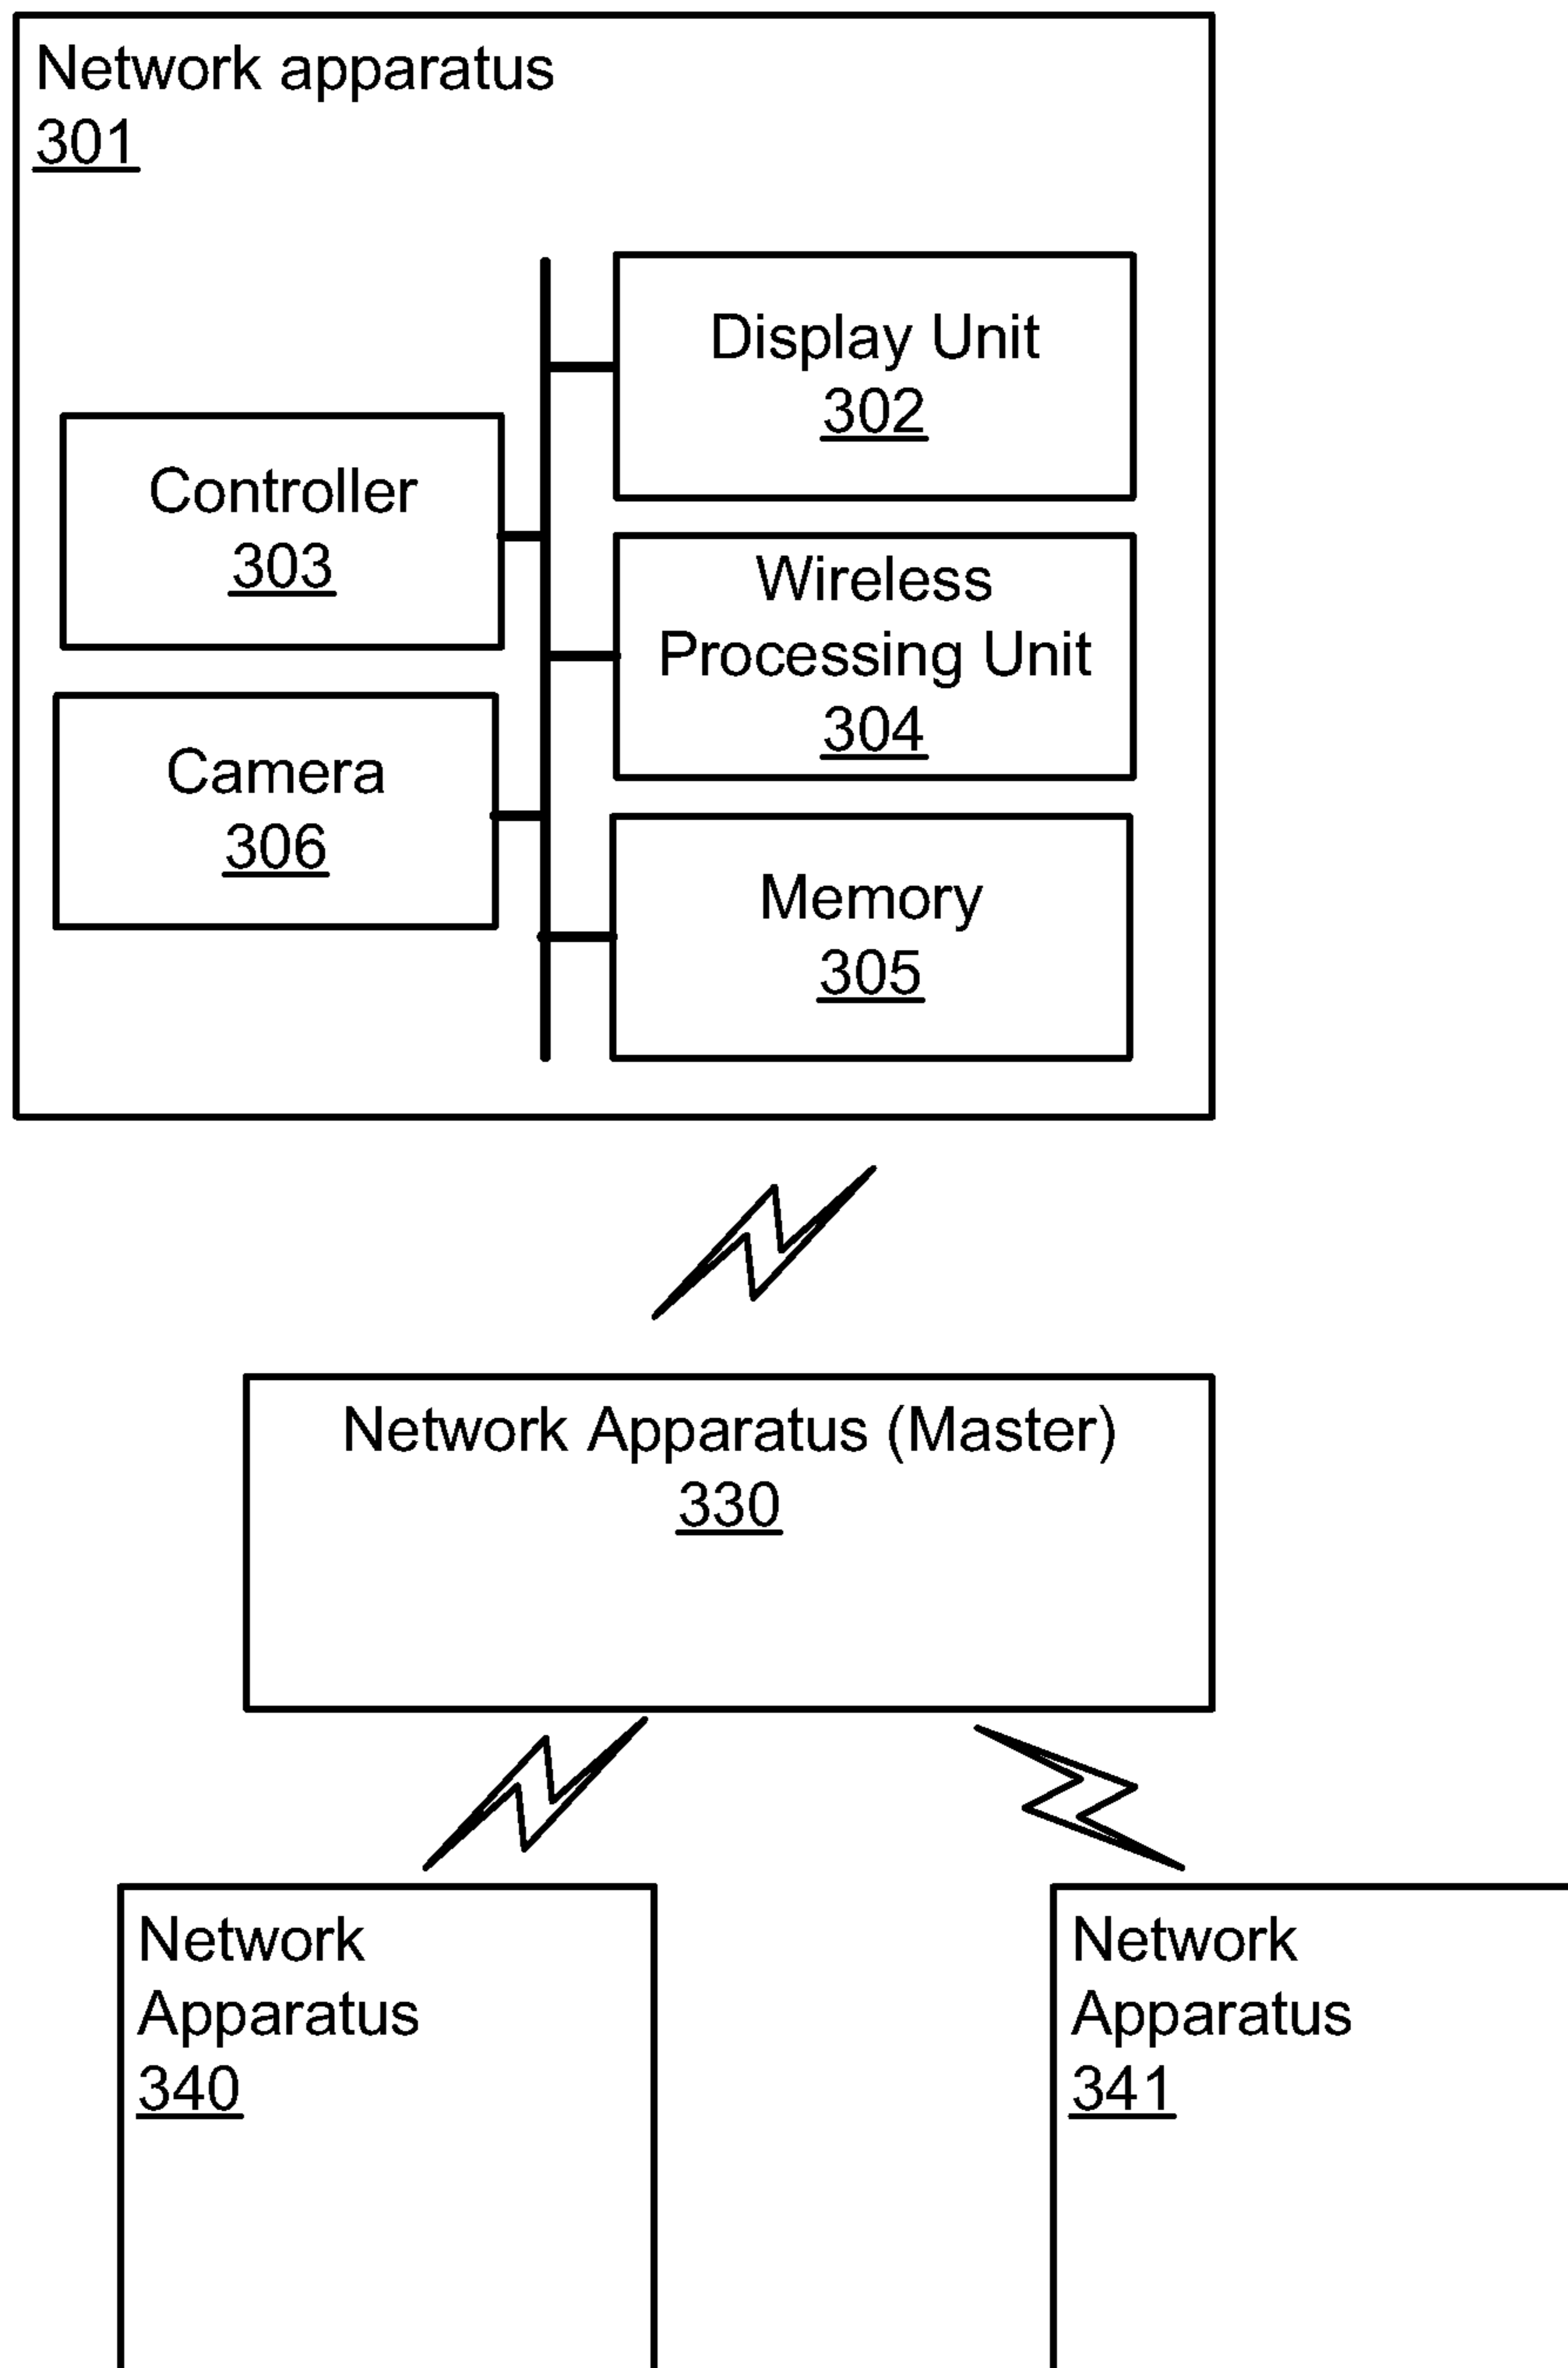 Network apparatus
301
Display Unit
302
Controller
303
Wireless
Processing Unit
304
Camera
306
Memory
305
Network Apparatus (Master)
330
Network
Apparatus
340
Network
Apparatus
341